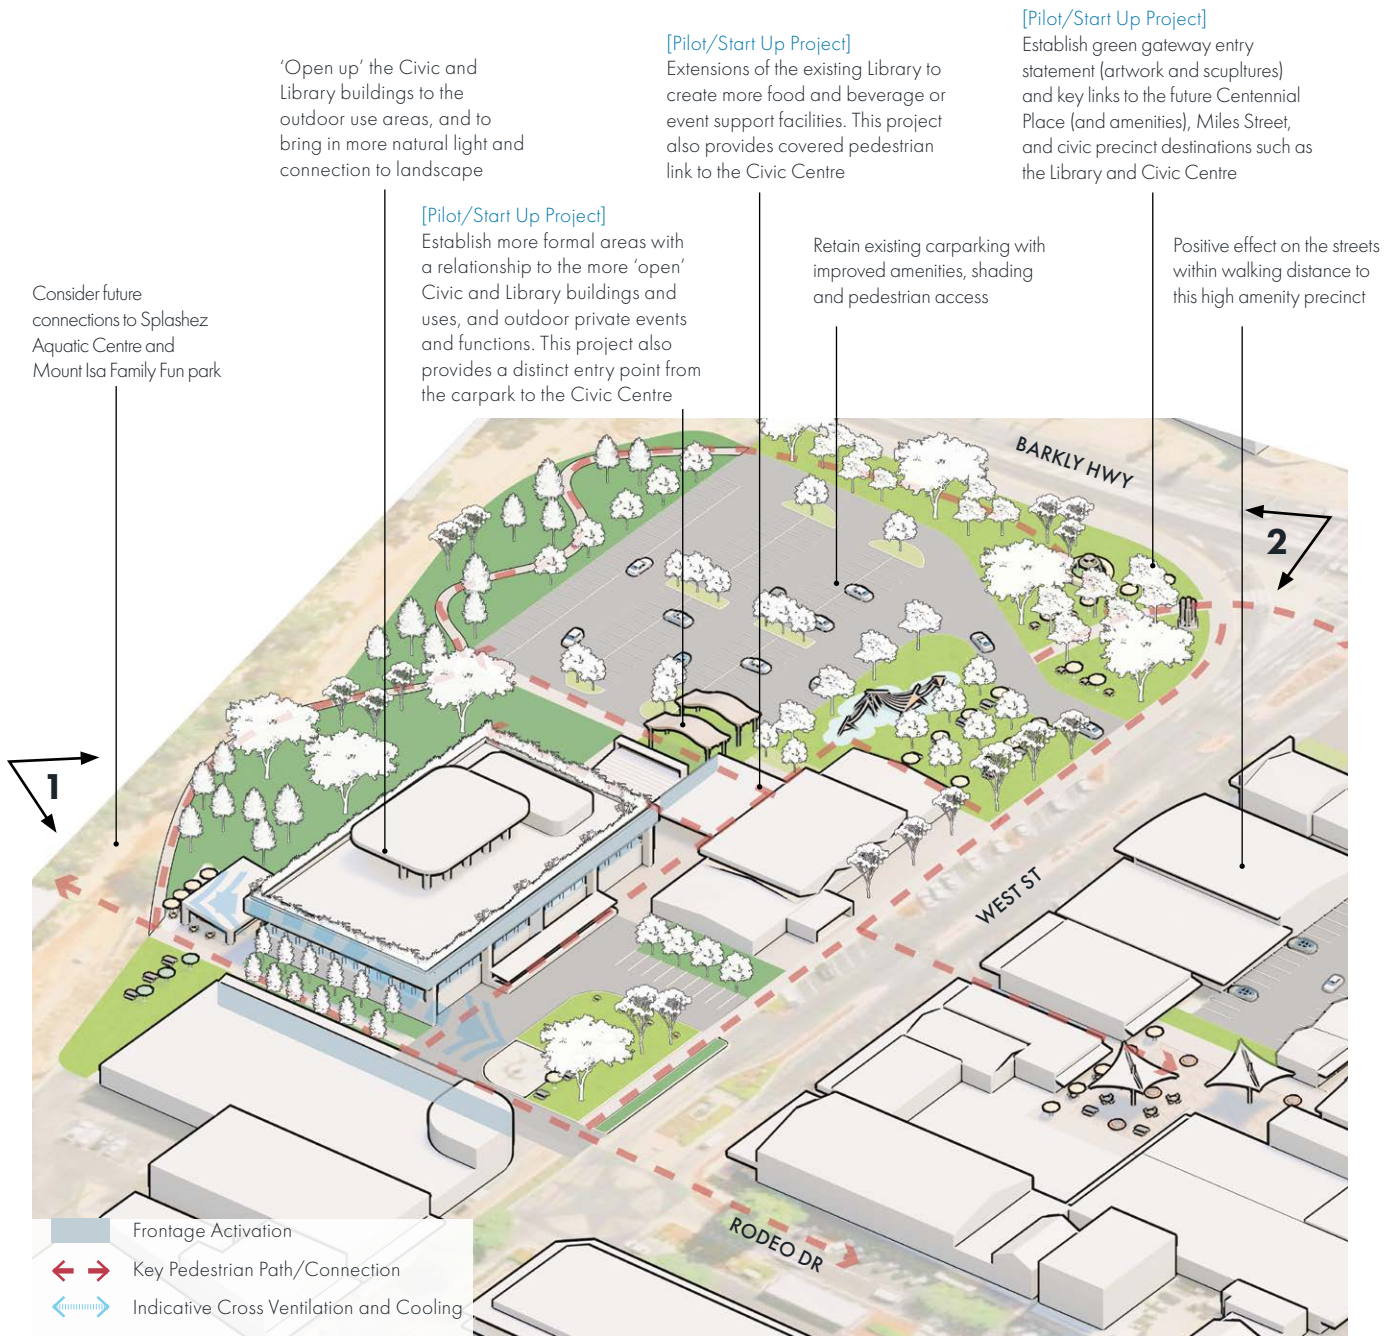 [Pilot/Start Up Project]
Establish green gateway entry
statement (artwork and scupltures)
and key links to the future Centennial
Place (and amenities), Miles Street,
and civic precinct destinations such as
the Library and Civic Centre
[Pilot/Start Up Project]
Extensions of the existing Library to
create more food and beverage or
event support facilities. This project
also provides covered pedestrian
link to the Civic Centre
'Open up' the Civic and
Library buildings to the
outdoor use areas, and to
bring in more natural light and
connection to landscape
[Pilot/Start Up Project]
Establish more formal areas with
a relationship to the more 'open'
Civic and Library buildings and
uses, and outdoor private events
and functions. This project also
provides a distinct entry point from
the carpark to the Civic Centre
Retain existing carparking with
improved amenities, shading
and pedestrian access
Positive effect on the streets
within walking distance to
this high amenity precinct
Consider future
connections to Splashez
Aquatic Centre and
Mount Isa Family Fun park
BARKLY HWY
2
1
WEST ST
RODEO DR
Frontage Activation
Key Pedestrian Path/Connection
Indicative Cross Ventilation and Cooling